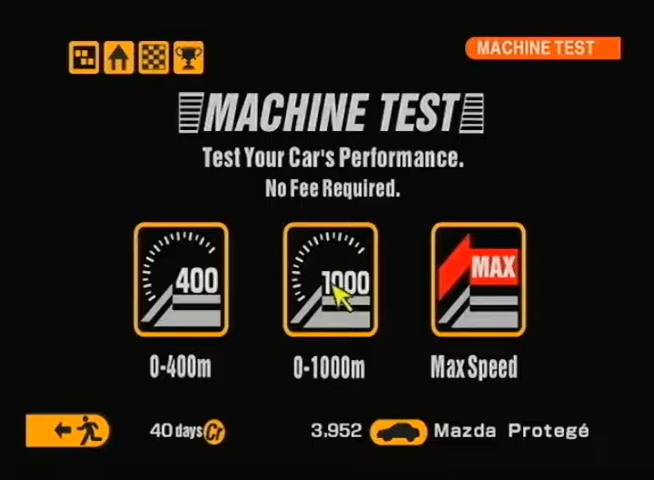 MACHINE TEST
MACHINE TEST
Test Your Car's Performance.
No Fee Required.
400 1000 MAX
0-400m 0-1000m Max Speed
40 days Cr 3,952 Mazda Protegé